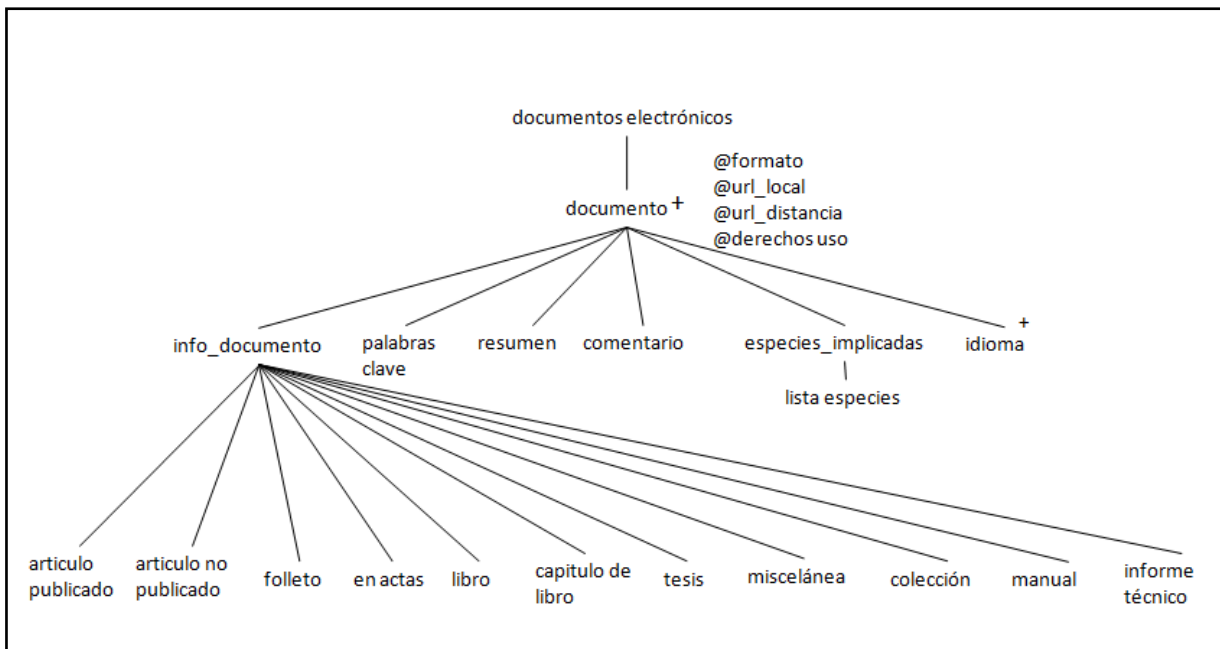 documentos electrónicos
@formato
@url_local
documento +
@url_distancia
@derechos uso
info_documento
palabras
clave
resumen
comentario
especies_implicadas
idioma +
lista especies
articulo
publicado
articulo no
publicado
folleto
en actas
libro
capitulo de
libro
tesis
miscelánea
colección
manual
informe
técnico